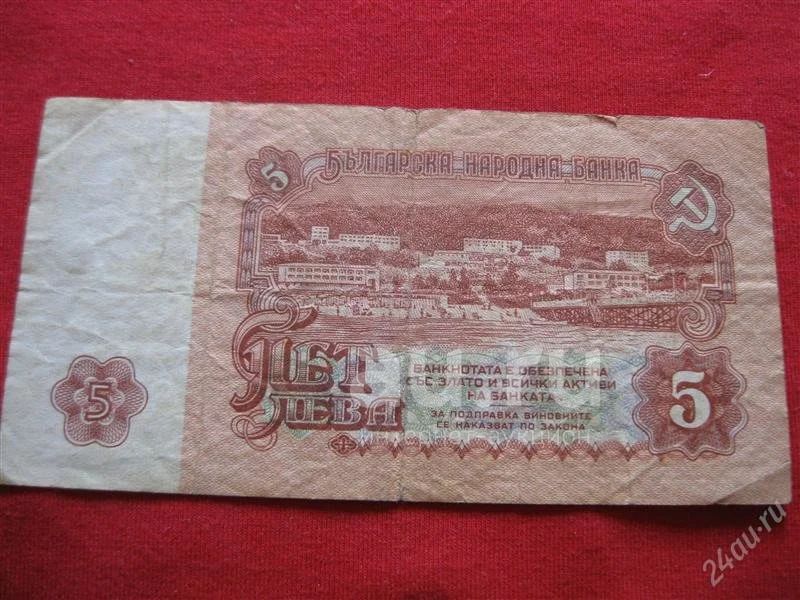 5 БЪЛГАРСКА НАРОДНА БАНКА
ПЕТ
ЛЕВА
БАНКНОТАТА Е ОБЕЗПЕЧЕНА
СЪС ЗЛАТО И ВСИЧКИ АКТИВИ
НА БАНКАТА
ЗА ПОДПРАВКА ВИНОВНИТЕ
СЕ НАКАЗВАТ ПО ЗАКОНА
5
5
24au.ru